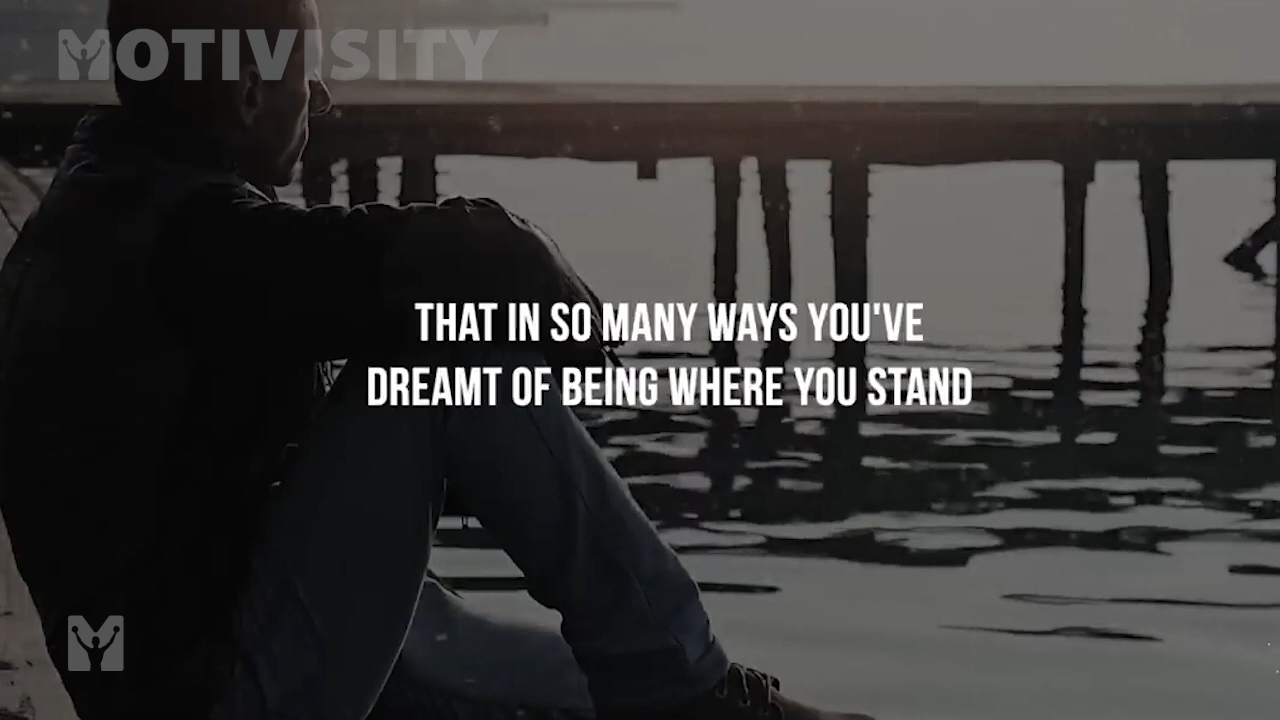 MOTIVISITY
THAT IN SO MANY WAYS YOU'VE
DREAMT OF BEING WHERE YOU STAND